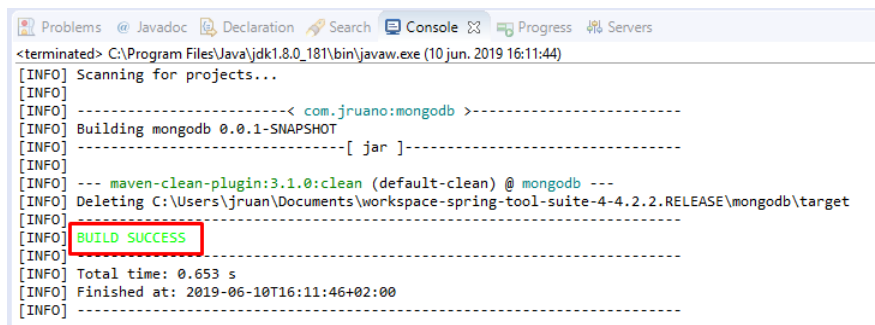 Problems @ Javadoc Declaration Search Console Progress Servers
<terminated> C:\Program Files\Java\jdk1.8.0_181\bin\javaw.exe (10 jun. 2019 16:11:44)
[INFO] Scanning for projects...
[INFO]
[INFO] -------------------------< com.jruano:mongodb >-------------------------
[INFO] Building mongodb 0.0.1-SNAPSHOT
[INFO] --------------------------------[ jar ]---------------------------------
[INFO]
[INFO] --- maven-clean-plugin:3.1.0:clean (default-clean) @ mongodb ---
[INFO] Deleting C:\Users\jruan\Documents\workspace-spring-tool-suite-4-4.2.2.RELEASE\mongodb\target
[INFO] ------------------------------------------------------------------------
[INFO] BUILD SUCCESS
[INFO] ------------------------------------------------------------------------
[INFO] Total time: 0.653 s
[INFO] Finished at: 2019-06-10T16:11:46+02:00
[INFO] ------------------------------------------------------------------------